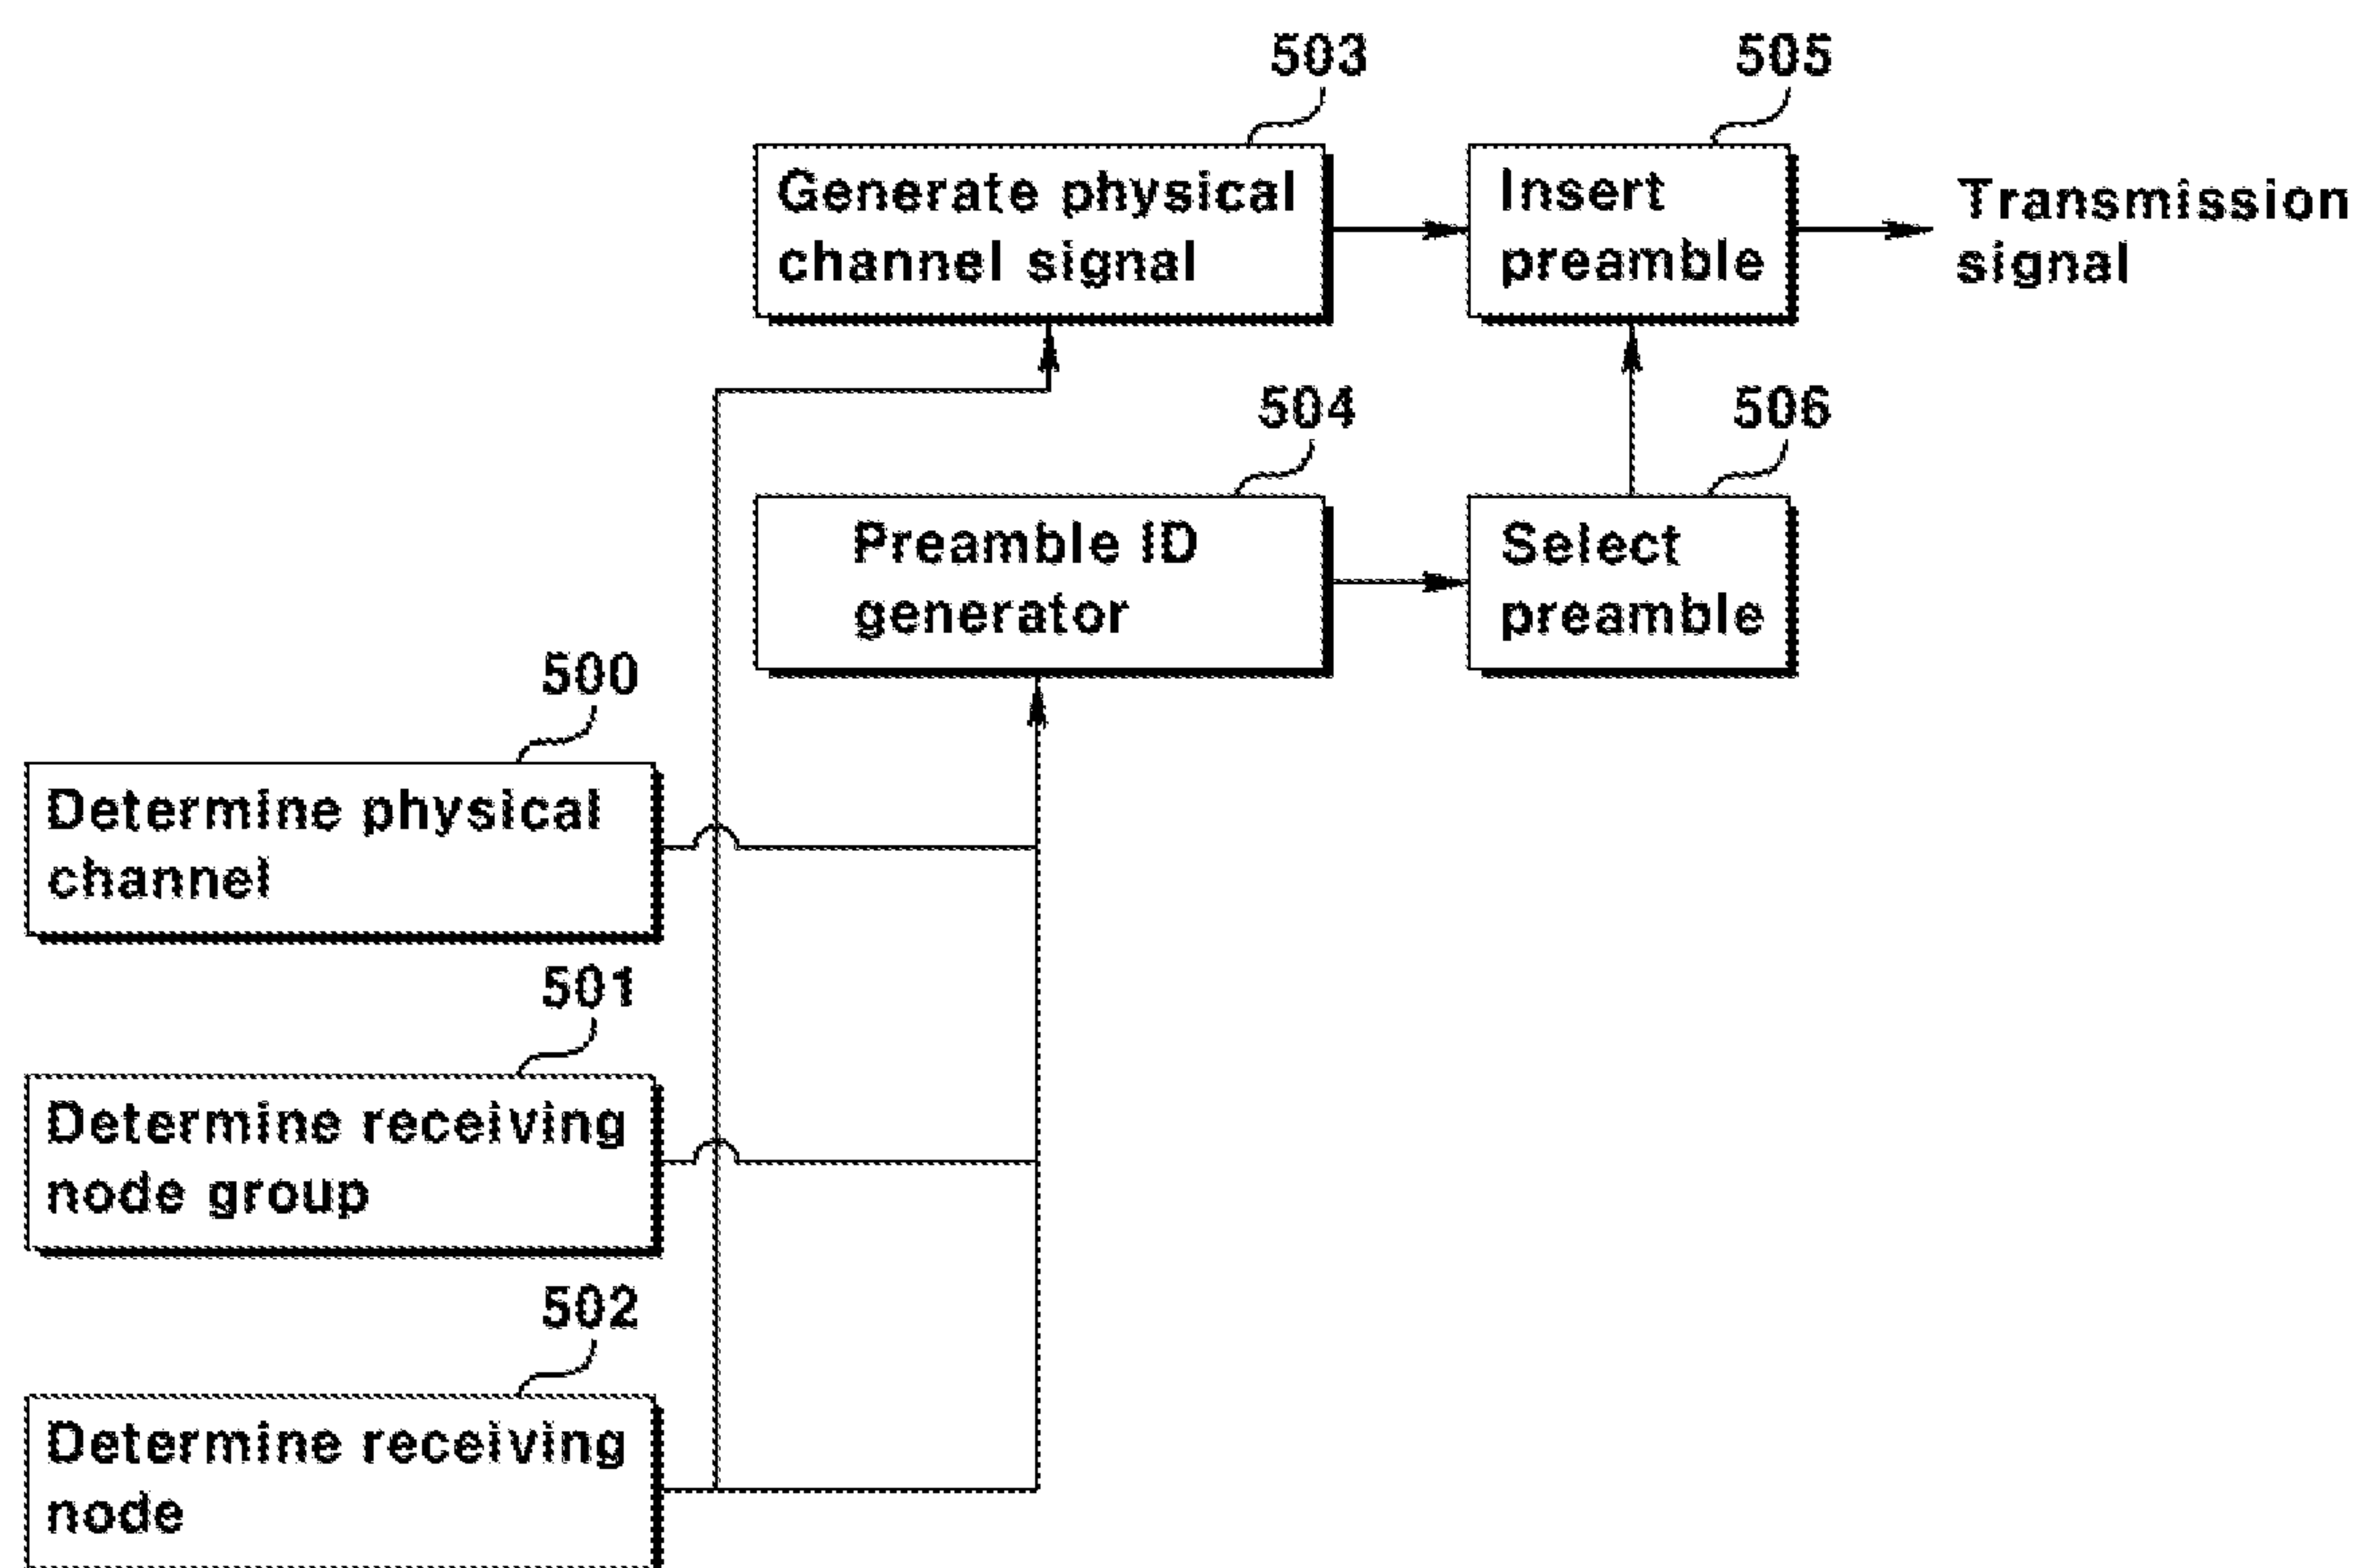 503
505
Generate physical
channel signal
Insert
preamble
Transmission
signal
504
506
Preamble ID
generator
Select
preamble
500
Determine physical
channel
501
Determine receiving
node group
502
Determine receiving
node